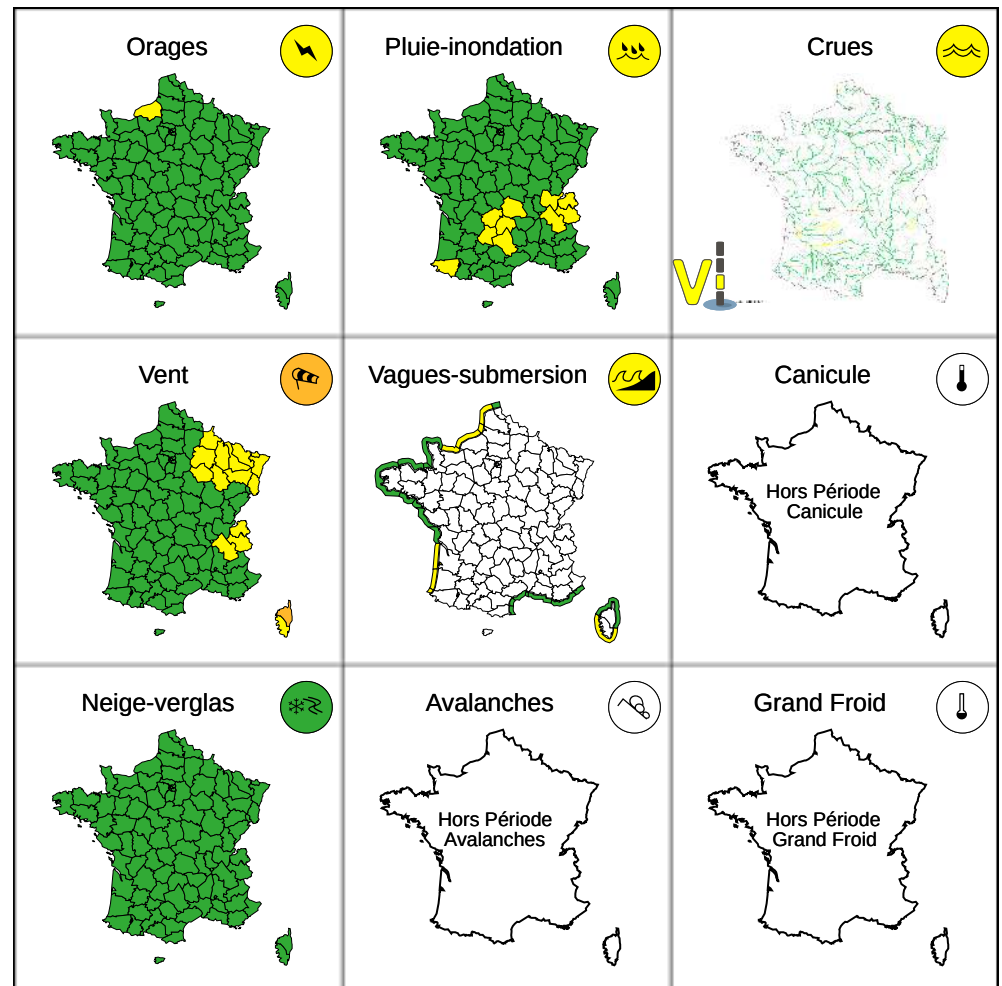 Orages
Pluie-inondation
Crues
Vi
Vent
Vagues-submersion
Canicule
Hors Période
Canicule
Neige-verglas
Avalanches
Grand Froid
Hors Période
Avalanches
Hors Période
Grand Froid